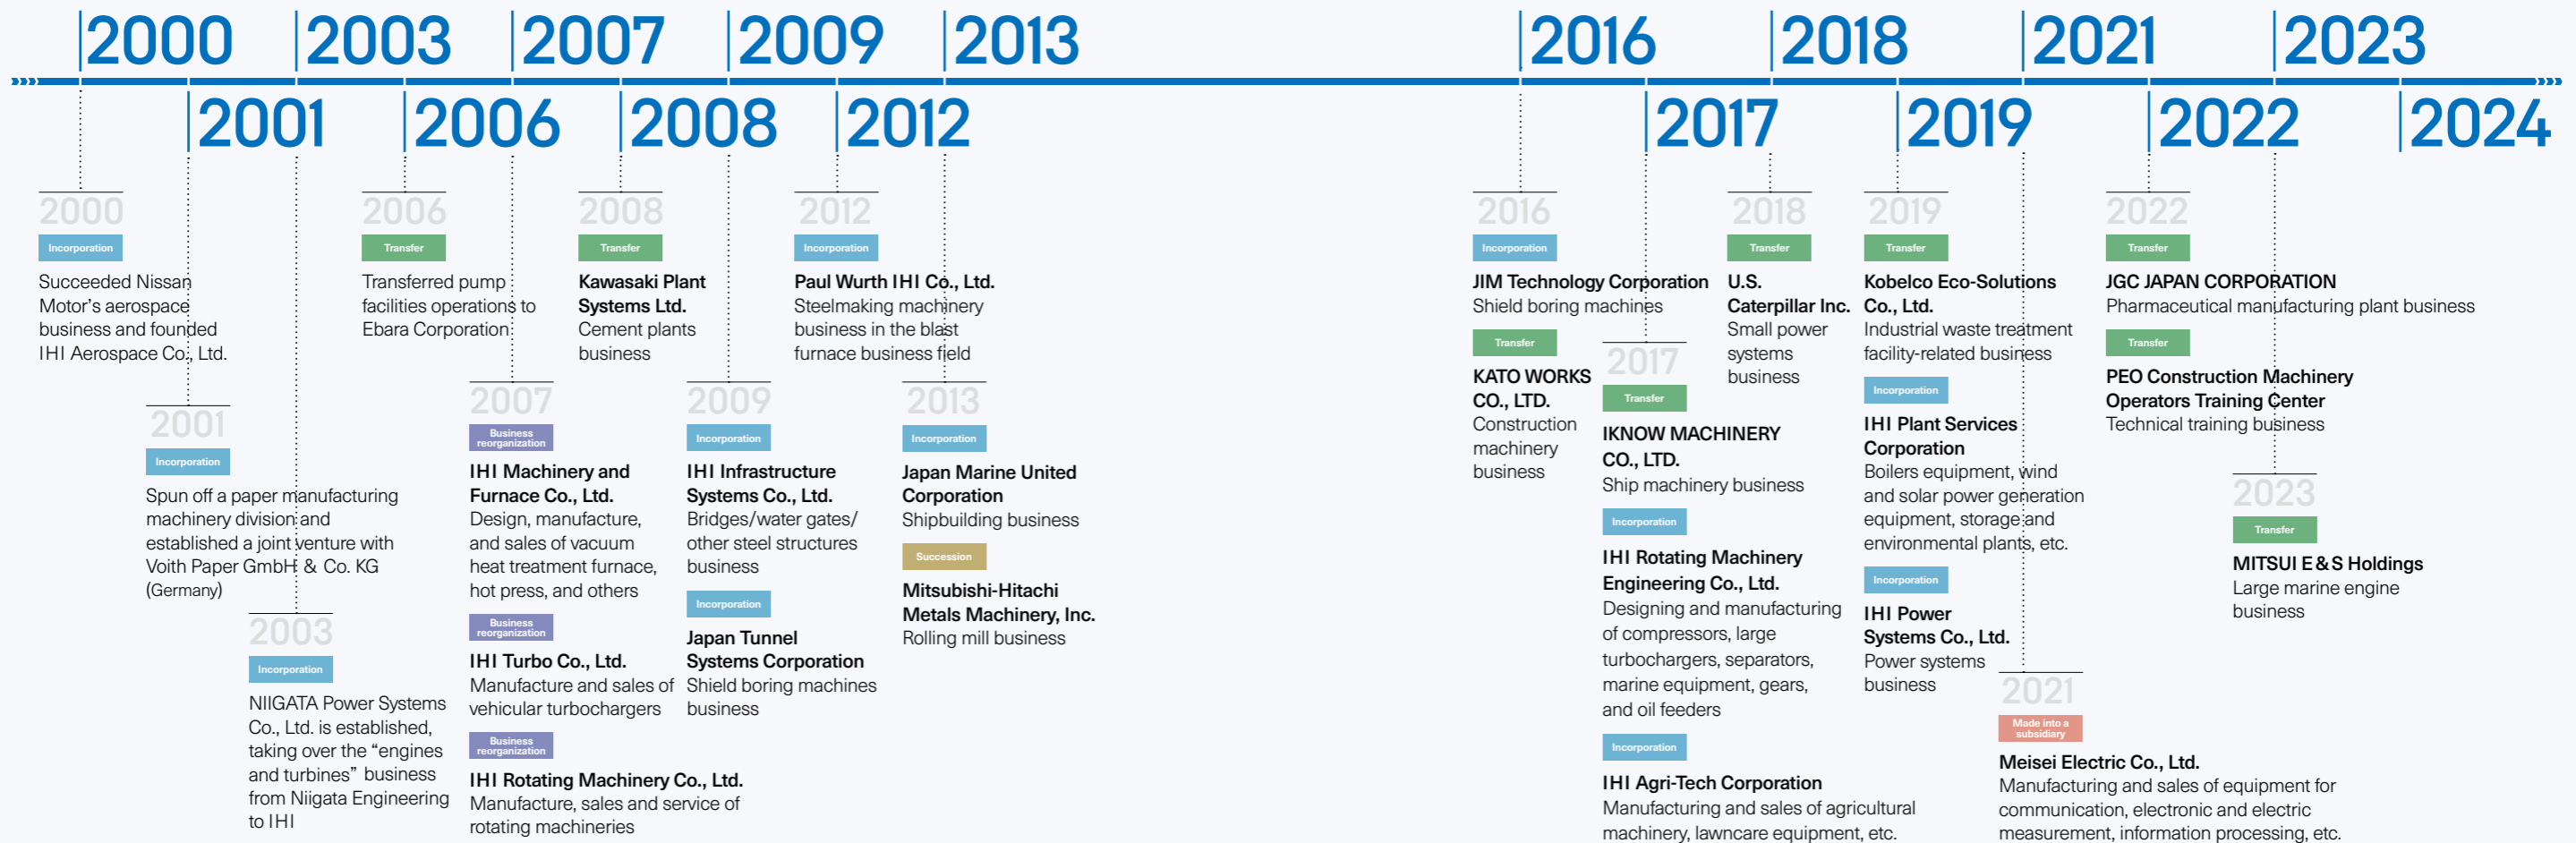 2000
2003
2007
2009
2013
2016
2018
2021
2023
2001
2006
2008
2012
2017
2019
2022
2024
2000
Incorporation
Succeeded Nissan
Motor's aerospace
business and founded
IHI Aerospace Co., Ltd.
2001
Incorporation
Spun off a paper manufacturing
machinery division and
established a joint venture with
Voith Paper GmbH & Co. KG
(Germany)
2003
Incorporation
NIIGATA Power Systems
Co., Ltd. is established,
taking over the “engines
and turbines” business
from Niigata Engineering
to IHI
2006
Transfer
Transferred pump
facilities operations to
Ebara Corporation
2007
Business
reorganization
IHI Machinery and
Furnace Co., Ltd.
Design, manufacture,
and sales of vacuum
heat treatment furnace,
hot press, and others
Business
reorganization
IHI Turbo Co., Ltd.
Manufacture and sales of
vehicular turbochargers
Business
reorganization
IHI Rotating Machinery Co., Ltd.
Manufacture, sales and service of
rotating machineries
2008
Transfer
Kawasaki Plant
Systems Ltd.
Cement plants
business
2009
Incorporation
IHI Infrastructure
Systems Co., Ltd.
Bridges/water gates/
other steel structures
business
Incorporation
Japan Tunnel
Systems Corporation
Shield boring machines
business
2012
Incorporation
Paul Wurth IHI Co., Ltd.
Steelmaking machinery
business in the blast
furnace business field
2013
Incorporation
Japan Marine United
Corporation
Shipbuilding business
Succession
Mitsubishi-Hitachi
Metals Machinery, Inc.
Rolling mill business
2016
Incorporation
JIM Technology Corporation
Shield boring machines
Transfer
KATO WORKS
CO., LTD.
Construction
machinery
business
2017
Transfer
IKNOW MACHINERY
CO., LTD.
Ship machinery business
Incorporation
IHI Rotating Machinery
Engineering Co., Ltd.
Designing and manufacturing
of compressors, large
turbochargers, separators,
marine equipment, gears,
and oil feeders
Incorporation
IHI Agri-Tech Corporation
Manufacturing and sales of agricultural
machinery, lawncare equipment, etc.
2018
Transfer
U.S.
Caterpillar Inc.
Small power
systems
business
2019
Transfer
Kobelco Eco-Solutions
Co., Ltd.
Industrial waste treatment
facility-related business
Incorporation
IHI Plant Services
Corporation
Boilers equipment, wind
and solar power generation
equipment, storage and
environmental plants, etc.
Incorporation
IHI Power
Systems Co., Ltd.
Power systems
business
2021
Made into a
subsidiary
Meisei Electric Co., Ltd.
Manufacturing and sales of equipment for
communication, electronic and electric
measurement, information processing, etc.
2022
Transfer
JGC JAPAN CORPORATION
Pharmaceutical manufacturing plant business
Transfer
PEO Construction Machinery
Operators Training Center
Technical training business
2023
Transfer
MITSUI E&S Holdings
Large marine engine
business